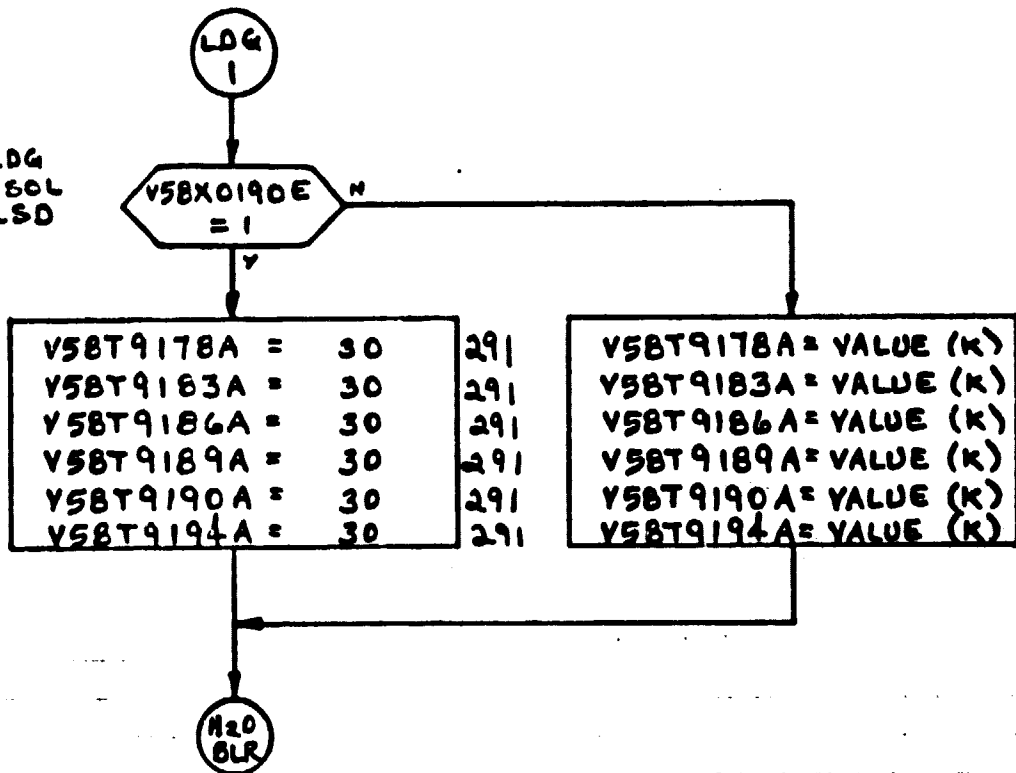 LDG
1
LDG
SOL
LSD
V58X0190E
= 1
N
Y
V58T9178A = 30 291
V58T9183A = 30 291
V58T9186A = 30 291
V58T9189A = 30 291
V58T9190A = 30 291
V58T9194A = 30 291
V58T9178A = VALUE (K)
V58T9183A = VALUE (K)
V58T9186A = VALUE (K)
V58T9189A = VALUE (K)
V58T9190A = VALUE (K)
V58T9194A = VALUE (K)
H20
BLR